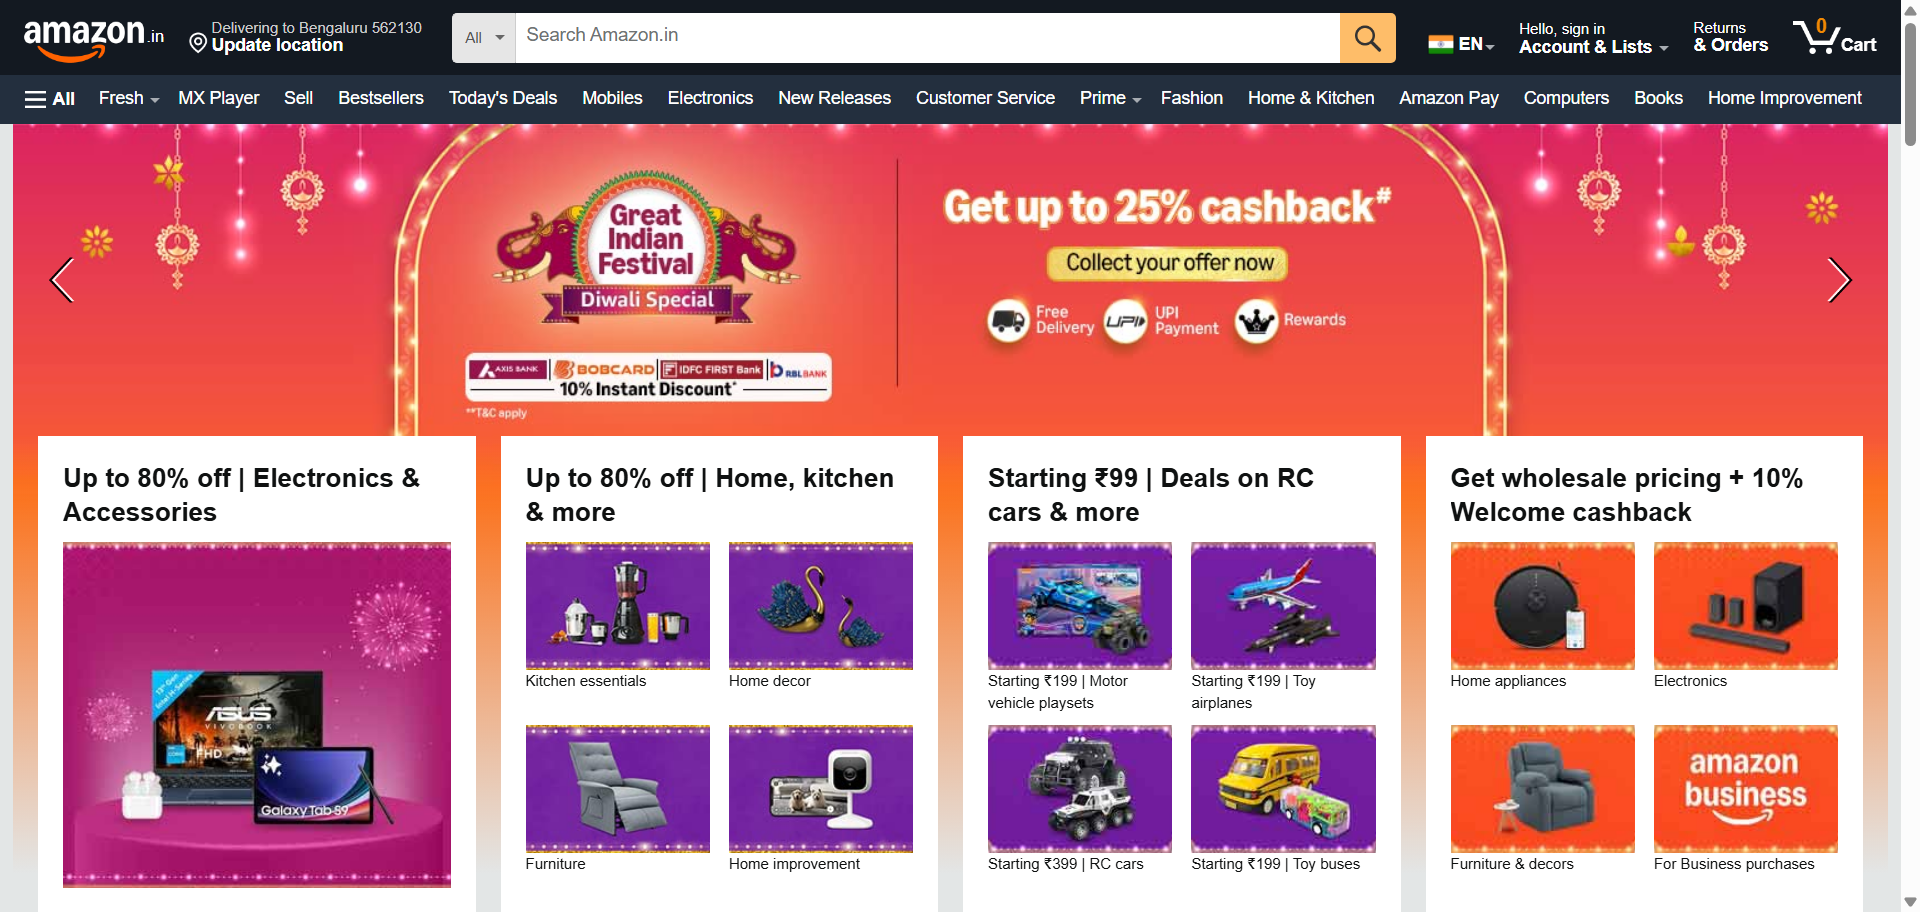 amazon.in
Delivering to Bengaluru 562130
Update location
All
Search Amazon.in
EN
Hello, sign in
Account & Lists
Returns
& Orders
0
Cart
All
Fresh
MX Player
Sell
Bestsellers
Today's Deals
Mobiles
Electronics
New Releases
Customer Service
Prime
Fashion
Home & Kitchen
Amazon Pay
Computers
Books
Home Improvement
Great
Indian
Festival
Diwali Special
AXIS BANK
BOBCARD
IDFC FIRST Bank
RBLBANK
10% Instant Discount*
**T&C apply
Get up to 25% cashback#
Collect your offer now
Free
Delivery
UPI
UPI
Payment
Rewards
Up to 80% off | Electronics &
Accessories
13th Gen
Intel H-Series
ASUS
VIVOBOOK
FHD
Galaxy Tab S9
Up to 80% off | Home, kitchen
& more
Kitchen essentials
Home decor
Furniture
Home improvement
Starting ₹99 | Deals on RC
cars & more
Starting ₹199 | Motor
vehicle playsets
Starting ₹199 | Toy
airplanes
Starting ₹399 | RC cars
Starting ₹199 | Toy buses
Get wholesale pricing + 10%
Welcome cashback
Home appliances
Electronics
Furniture & decors
amazon
business
For Business purchases